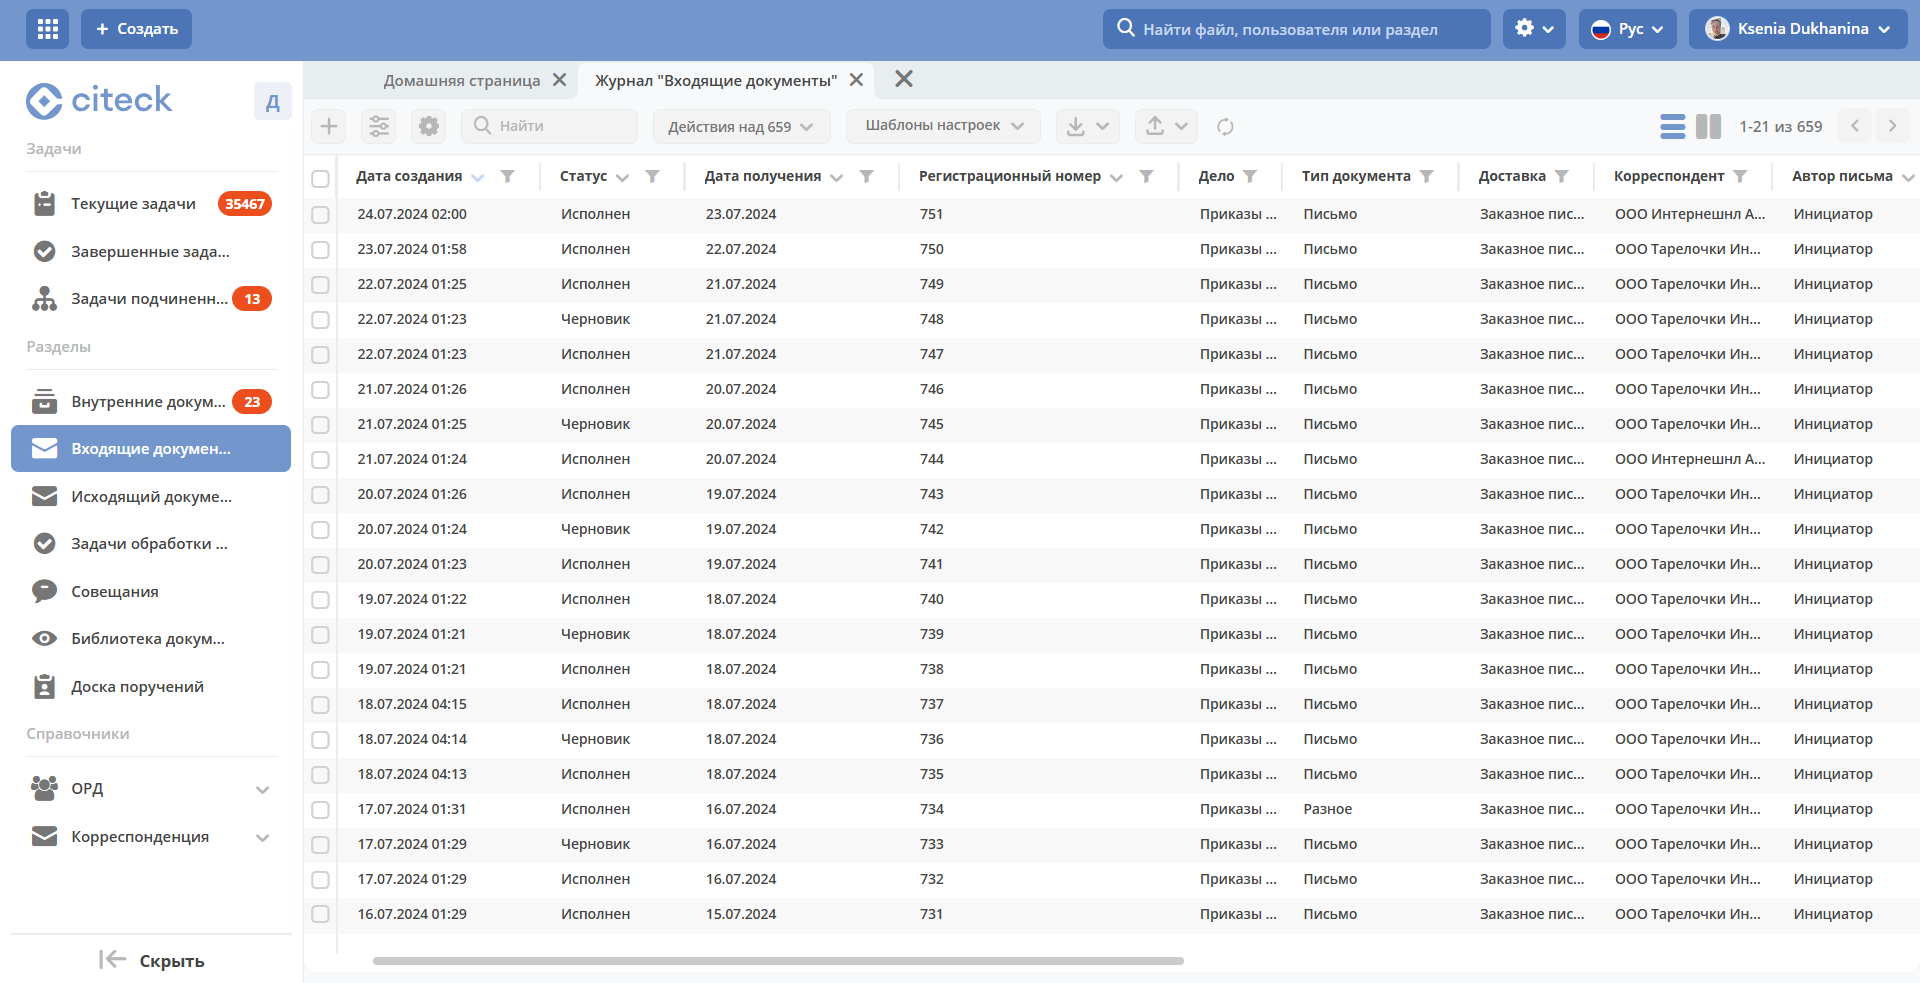 Создать
Найти файл, пользователя или раздел
Рус
Ksenia Dukhanina
citeck
Д
Задачи
Текущие задачи 35467
Завершенные зада...
Задачи подчиненн... 13
Разделы
Внутренние докум... 23
Входящие докумен...
Исходящий докуме...
Задачи обработки ...
Совещания
Библиотека докум...
Доска поручений
Справочники
ОРД
Корреспонденция
Скрыть
Домашняя страница
Журнал "Входящие документы"
Найти
Действия над 659
Шаблоны настроек
1-21 из 659
Дата создания Статус Дата получения Регистрационный номер Дело Тип документа Доставка Корреспондент Автор письма
24.07.2024 02:00 Исполнен 23.07.2024 751 Приказы ... Письмо Заказное пис... ООО Интернешнл А... Инициатор
23.07.2024 01:58 Исполнен 22.07.2024 750 Приказы ... Письмо Заказное пис... ООО Тарелочки Ин... Инициатор
22.07.2024 01:25 Исполнен 21.07.2024 749 Приказы ... Письмо Заказное пис... ООО Тарелочки Ин... Инициатор
22.07.2024 01:23 Черновик 21.07.2024 748 Приказы ... Письмо Заказное пис... ООО Тарелочки Ин... Инициатор
22.07.2024 01:23 Исполнен 21.07.2024 747 Приказы ... Письмо Заказное пис... ООО Тарелочки Ин... Инициатор
21.07.2024 01:26 Исполнен 20.07.2024 746 Приказы ... Письмо Заказное пис... ООО Тарелочки Ин... Инициатор
21.07.2024 01:25 Черновик 20.07.2024 745 Приказы ... Письмо Заказное пис... ООО Тарелочки Ин... Инициатор
21.07.2024 01:24 Исполнен 20.07.2024 744 Приказы ... Письмо Заказное пис... ООО Интернешнл А... Инициатор
20.07.2024 01:26 Исполнен 19.07.2024 743 Приказы ... Письмо Заказное пис... ООО Тарелочки Ин... Инициатор
20.07.2024 01:24 Черновик 19.07.2024 742 Приказы ... Письмо Заказное пис... ООО Тарелочки Ин... Инициатор
20.07.2024 01:23 Исполнен 19.07.2024 741 Приказы ... Письмо Заказное пис... ООО Тарелочки Ин... Инициатор
19.07.2024 01:22 Исполнен 18.07.2024 740 Приказы ... Письмо Заказное пис... ООО Тарелочки Ин... Инициатор
19.07.2024 01:21 Черновик 18.07.2024 739 Приказы ... Письмо Заказное пис... ООО Тарелочки Ин... Инициатор
19.07.2024 01:21 Исполнен 18.07.2024 738 Приказы ... Письмо Заказное пис... ООО Тарелочки Ин... Инициатор
18.07.2024 04:15 Исполнен 18.07.2024 737 Приказы ... Письмо Заказное пис... ООО Тарелочки Ин... Инициатор
18.07.2024 04:14 Черновик 18.07.2024 736 Приказы ... Письмо Заказное пис... ООО Тарелочки Ин... Инициатор
18.07.2024 04:13 Исполнен 18.07.2024 735 Приказы ... Письмо Заказное пис... ООО Тарелочки Ин... Инициатор
17.07.2024 01:31 Исполнен 16.07.2024 734 Приказы ... Разное Заказное пис... ООО Тарелочки Ин... Инициатор
17.07.2024 01:29 Черновик 16.07.2024 733 Приказы ... Письмо Заказное пис... ООО Тарелочки Ин... Инициатор
17.07.2024 01:29 Исполнен 16.07.2024 732 Приказы ... Письмо Заказное пис... ООО Тарелочки Ин... Инициатор
16.07.2024 01:29 Исполнен 15.07.2024 731 Приказы ... Письмо Заказное пис... ООО Тарелочки Ин... Инициатор